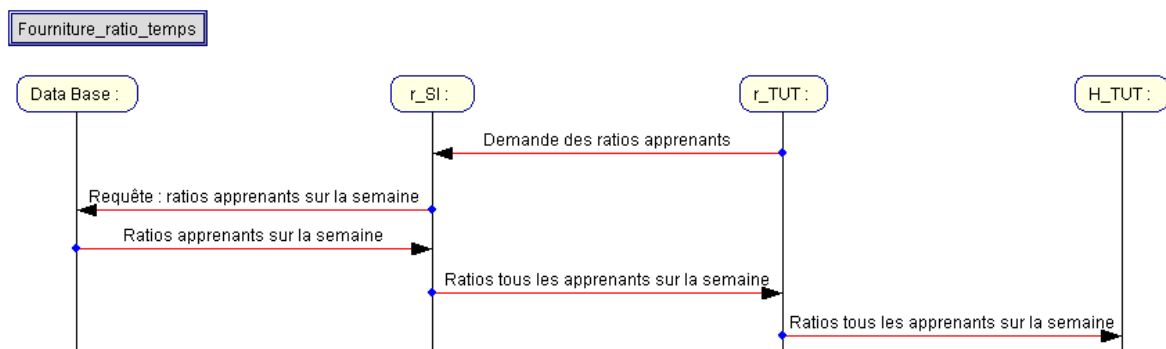 Fourniture_ratio_temps
Data Base :
r_SI :
r_TUT :
H_TUT :
Demande des ratios apprenants
Requête : ratios apprenants sur la semaine
Ratios apprenants sur la semaine
Ratios tous les apprenants sur la semaine
Ratios tous les apprenants sur la semaine